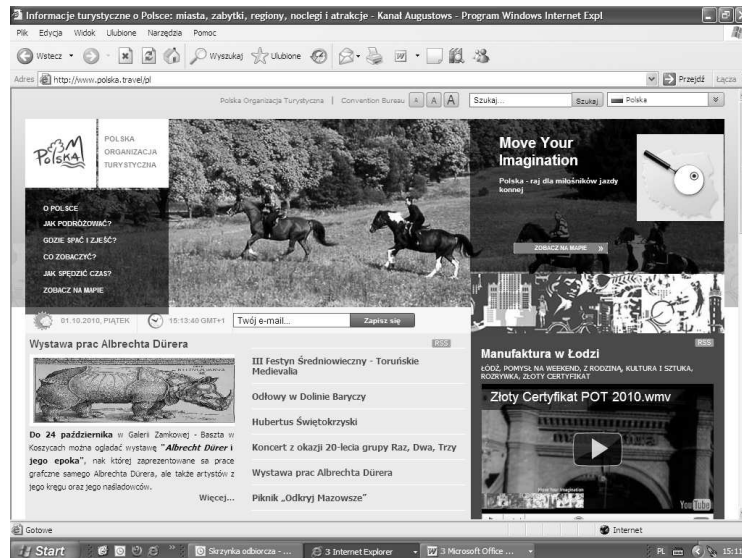 Informacje turystyczne o Polsce: miasta, zabytki, regiony, noclegi i atrakcje - Kanał Augustows - Program Windows Internet Expl
Plik Edycja Widok Ulubione Narzędzia Pomoc
Wstecz Wyszukaj Ulubione
Adres http://www.polska.travel/pl Przejdź Łącza
Polska Organizacja Turystyczna | Convention Bureau A A A Szukaj... Szukaj Polska
Polska
POLSKA
ORGANIZACJA
TURYSTYCZNA
Move Your
Imagination
Polska - raj dla miłośników jazdy
konnej
O POLSCE
JAK PODRÓŻOWAĆ?
GDZIE SPAĆ I ZJEŚĆ?
CO ZOBACZYĆ?
JAK SPĘDZIĆ CZAS?
ZOBACZ NA MAPIE
ZOBACZ NA MAPIE »
01.10.2010, PIĄTEK 15:13:40 GMT+1 Twój e-mail... Zapisz się
Wystawa prac Albrechta Dürera
Do 24 października w Galerii Zamkowej - Baszta w
Koszycach można oglądać wystawę "Albrecht Dürer i
jego epoka", nak której zaprezentowane sa prace
graficzne samego Albrechta Dürera, ale także artystów z
jego kręgu oraz jego naśladowców.
Więcej...
RSS
III Festyn Średniowieczny - Toruńskie
Medievalia
Odłowy w Dolinie Baryczy
Hubertus Świętokrzyski
Koncert z okazji 20-lecia grupy Raz, Dwa, Trzy
Wystawa prac Albrechta Dürera
Piknik „Odkryj Mazowsze”
RSS
Manufaktura w Łodzi
ŁÓDŹ, POMYSŁ NA WEEKEND, Z RODZINĄ, KULTURA I SZTUKA,
ROZRYWKA, ZŁOTY CERTYFIKAT
Złoty Certyfikat POT 2010.wmv
YouTube
Gotowe Internet
Start Skrzynka odbiorcza - ... 3 Internet Explorer 3 Microsoft Office ... PL